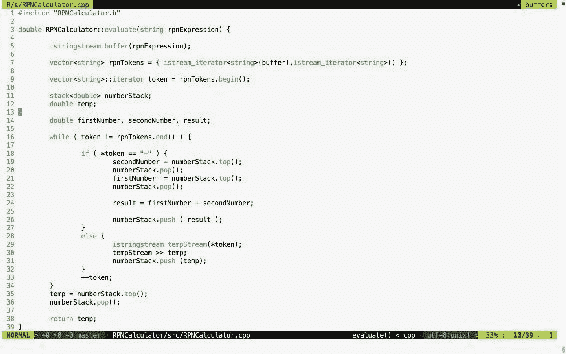 R/s/RPNCalculator.cpp buffers
1 #include "RPNCalculator.h"
2
3 double RPNCalculator::evaluate(string rpnExpression) {
4
5 istringstream buffer(rpnExpression);
6
7 vector<string> rpnTokens = { istream_iterator<string>(buffer),istream_iterator<string>() };
8
9 vector<string>::iterator token = rpnTokens.begin();
10
11 stack<double> numberStack;
12 double temp;
13
14 double firstNumber, secondNumber, result;
15
16 while ( token != rpnTokens.end() ) {
17
18 if ( *token == ) {
19 secondNumber = numberStack.top();
20 numberStack.pop();
21 firstNumber = numberStack.top();
22 numberStack.pop();
23
24 result = firstNumber secondNumber;
25
26 numberStack.push ( result );
27 }
28 else {
29 istringstream tempStream(*token);
30 tempStream >> temp;
31 numberStack.push (temp);
32 }
33 ++token;
34 }
35 temp = numberStack.top();
36 numberStack.pop();
37
38 return temp;
39 }
NORMAL master RPNCalculator/src/RPNCalculator.cpp evaluate() < cpp utf-8[unix] 33% : 13/39